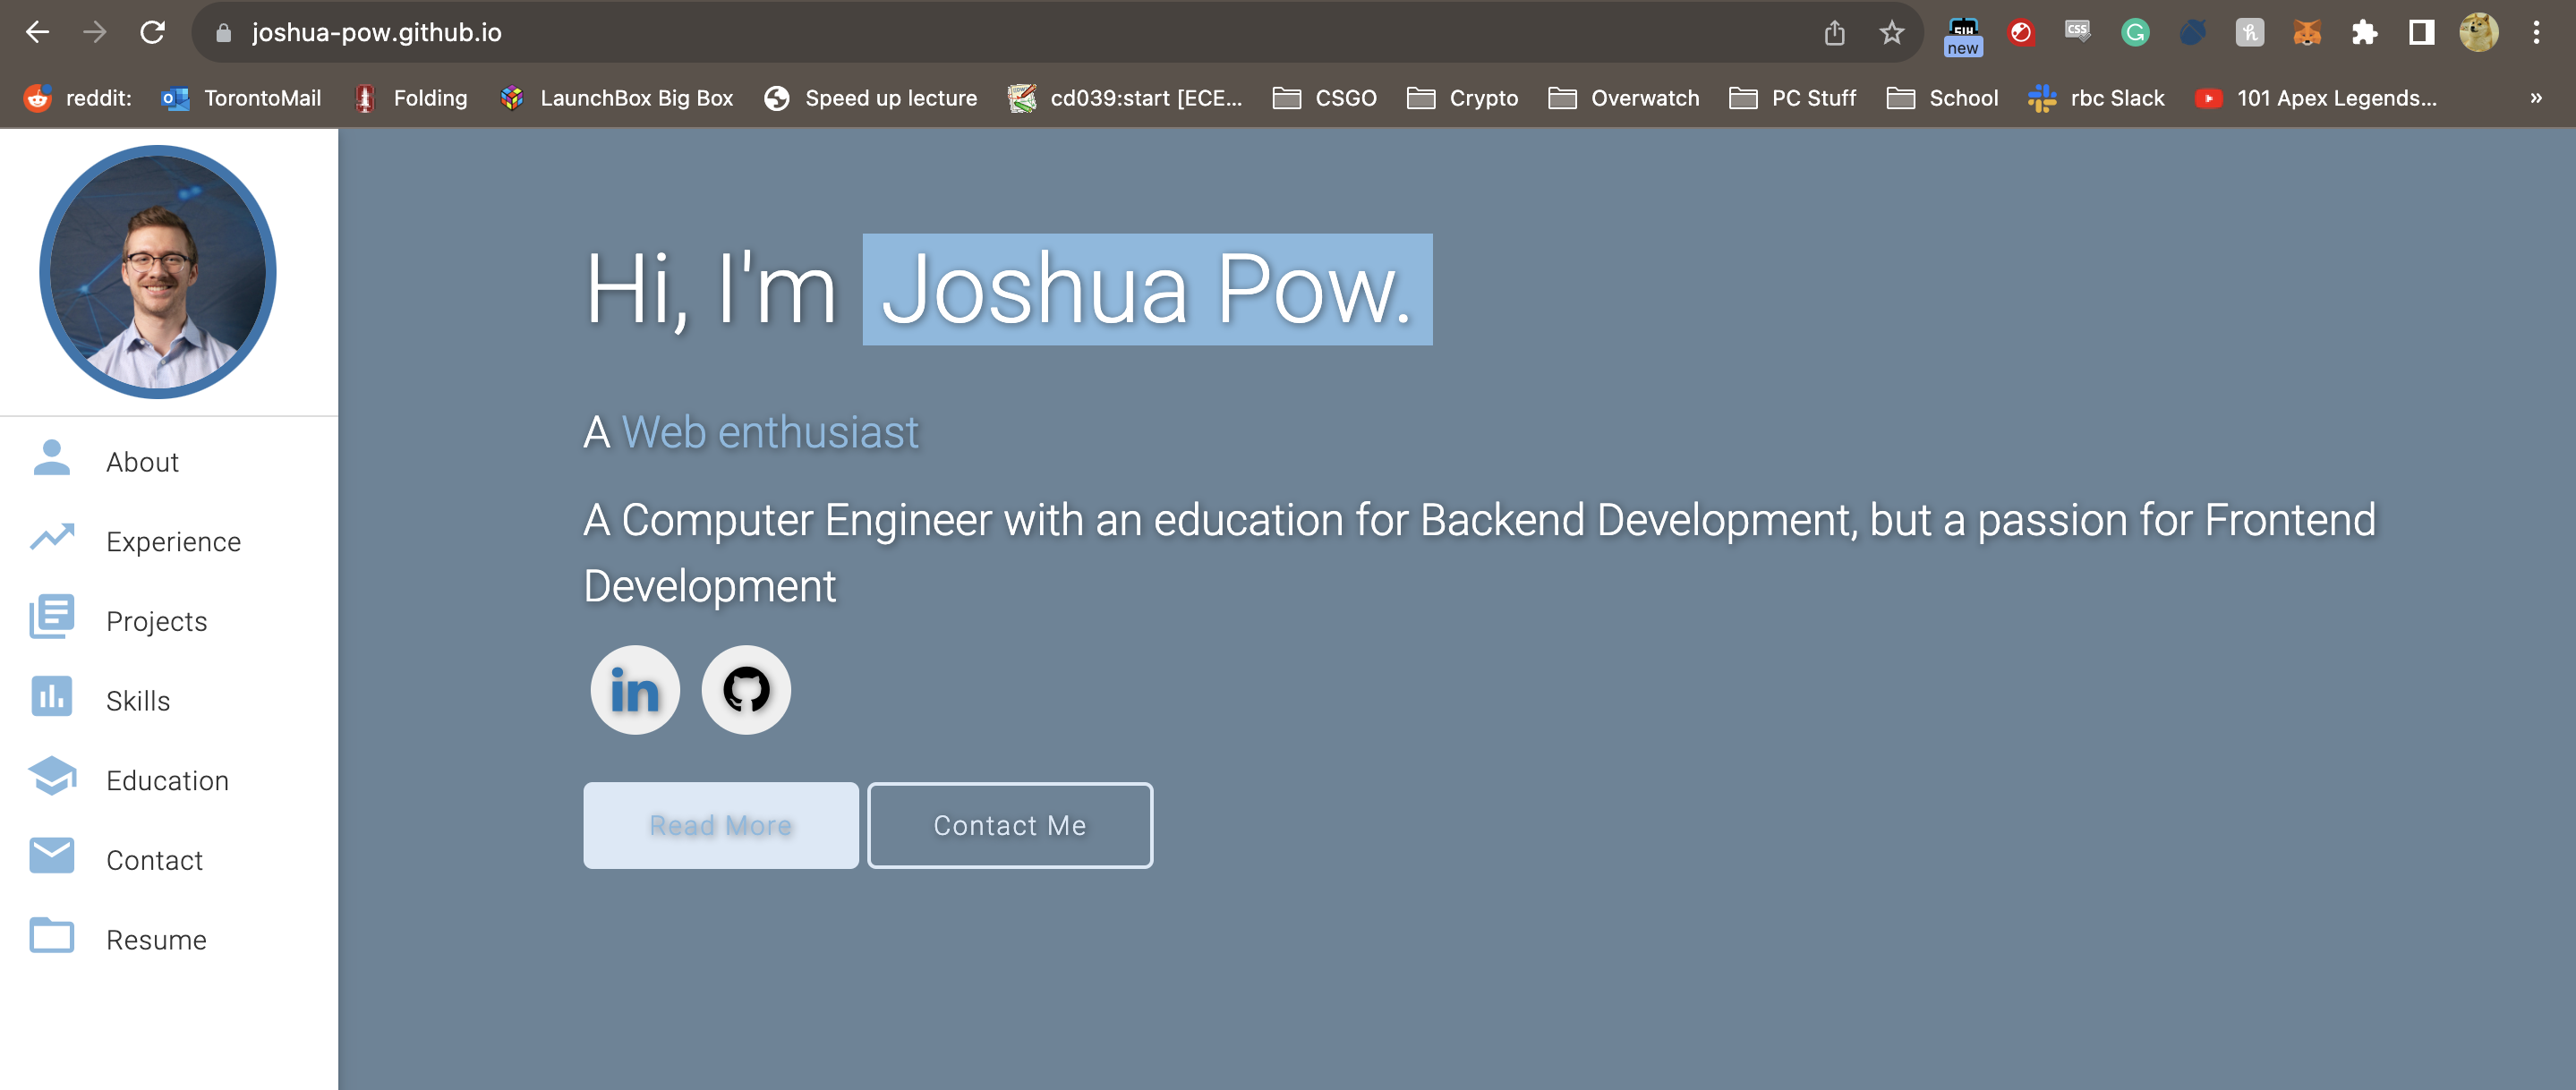 joshua-pow.github.io
new
reddit: TorontoMail Folding LaunchBox Big Box Speed up lecture cd039:start [ECE... CSGO Crypto Overwatch PC Stuff School rbc Slack 101 Apex Legends... »
Hi, I'm Joshua Pow.
A Web enthusiast
A Computer Engineer with an education for Backend Development, but a passion for Frontend
Development
in
Read More Contact Me
About
Experience
Projects
Skills
Education
Contact
Resume